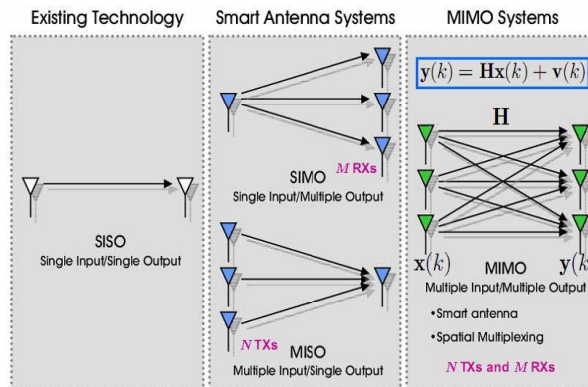 Existing Technology
SISO
Single Input/Single Output
Smart Antenna Systems
M RXs
SIMO
Single Input/Multiple Output
N TXs
MISO
Multiple Input/Single Output
MIMO Systems
y(k) = Hx(k) + v(k)
H
x(k)
y(k
MIMO
Multiple Input/Multiple Output
•Smart antenna
•Spatial Multiplexing
N TXs and M RXs